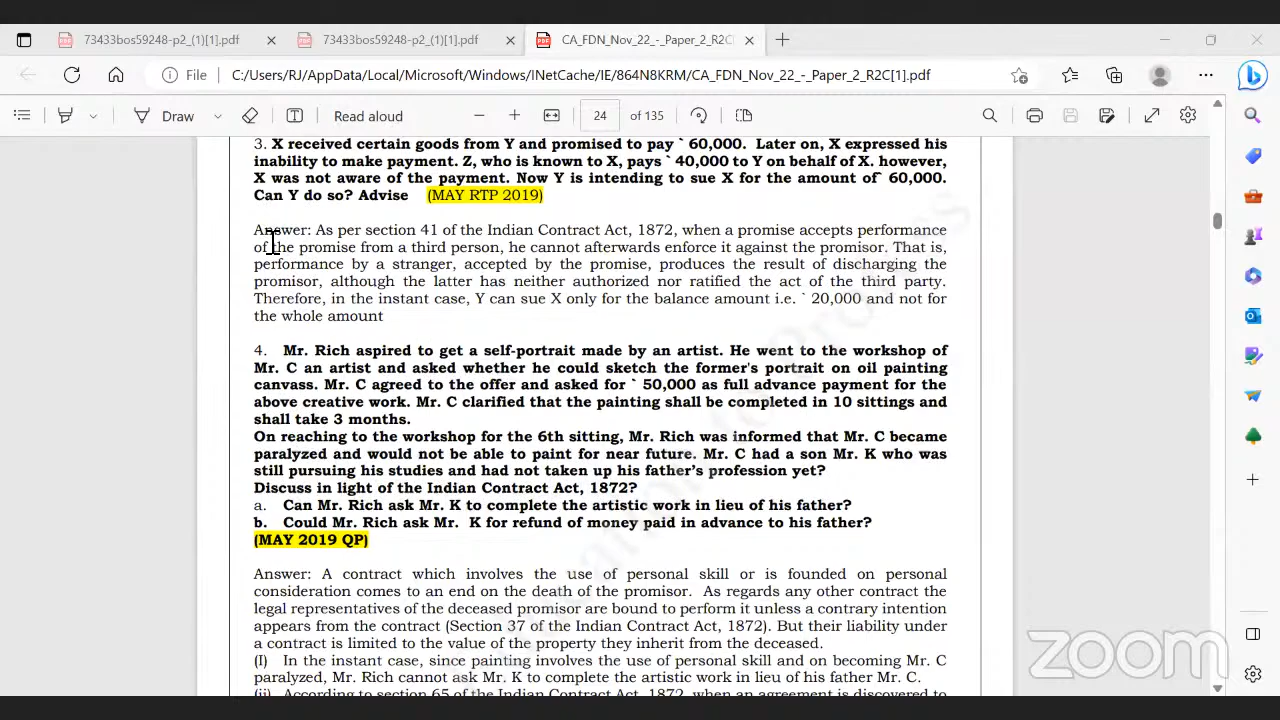 73433bos59248-p2_(1)[1].pdf
73433bos59248-p2_(1)[1].pdf
CA_FDN_Nov_22_-_Paper_2_R2C
File
C:/Users/RJ/AppData/Local/Microsoft/Windows/INetCache/IE/864N8KRM/CA_FDN_Nov_22_-_Paper_2_R2C[1].pdf
Draw
Read aloud
24
of 135
3. X received certain goods from Y and promised to pay ` 60,000. Later on, X expressed his
inability to make payment. Z, who is known to X, pays ` 40,000 to Y on behalf of X. however,
X was not aware of the payment. Now Y is intending to sue X for the amount of` 60,000.
Can Y do so? Advise (MAY RTP 2019)
Answer: As per section 41 of the Indian Contract Act, 1872, when a promise accepts performance
of the promise from a third person, he cannot afterwards enforce it against the promisor. That is,
performance by a stranger, accepted by the promise, produces the result of discharging the
promisor, although the latter has neither authorized nor ratified the act of the third party.
Therefore, in the instant case, Y can sue X only for the balance amount i.e. ` 20,000 and not for
the whole amount
4. Mr. Rich aspired to get a self-portrait made by an artist. He went to the workshop of
Mr. C an artist and asked whether he could sketch the former's portrait on oil painting
canvass. Mr. C agreed to the offer and asked for ` 50,000 as full advance payment for the
above creative work. Mr. C clarified that the painting shall be completed in 10 sittings and
shall take 3 months.
On reaching to the workshop for the 6th sitting, Mr. Rich was informed that Mr. C became
paralyzed and would not be able to paint for near future. Mr. C had a son Mr. K who was
still pursuing his studies and had not taken up his father's profession yet?
Discuss in light of the Indian Contract Act, 1872?
a. Can Mr. Rich ask Mr. K to complete the artistic work in lieu of his father?
b. Could Mr. Rich ask Mr. K for refund of money paid in advance to his father?
(MAY 2019 QP)
Answer: A contract which involves the use of personal skill or is founded on personal
consideration comes to an end on the death of the promisor. As regards any other contract the
legal representatives of the deceased promisor are bound to perform it unless a contrary intention
appears from the contract (Section 37 of the Indian Contract Act, 1872). But their liability under
a contract is limited to the value of the property they inherit from the deceased.
(I) In the instant case, since painting involves the use of personal skill and on becoming Mr. C
paralyzed, Mr. Rich cannot ask Mr. K to complete the artistic work in lieu of his father Mr. C.
(ii) According to section 65 of the Indian Contract Act, 1872, when an agreement is discovered to
zoom